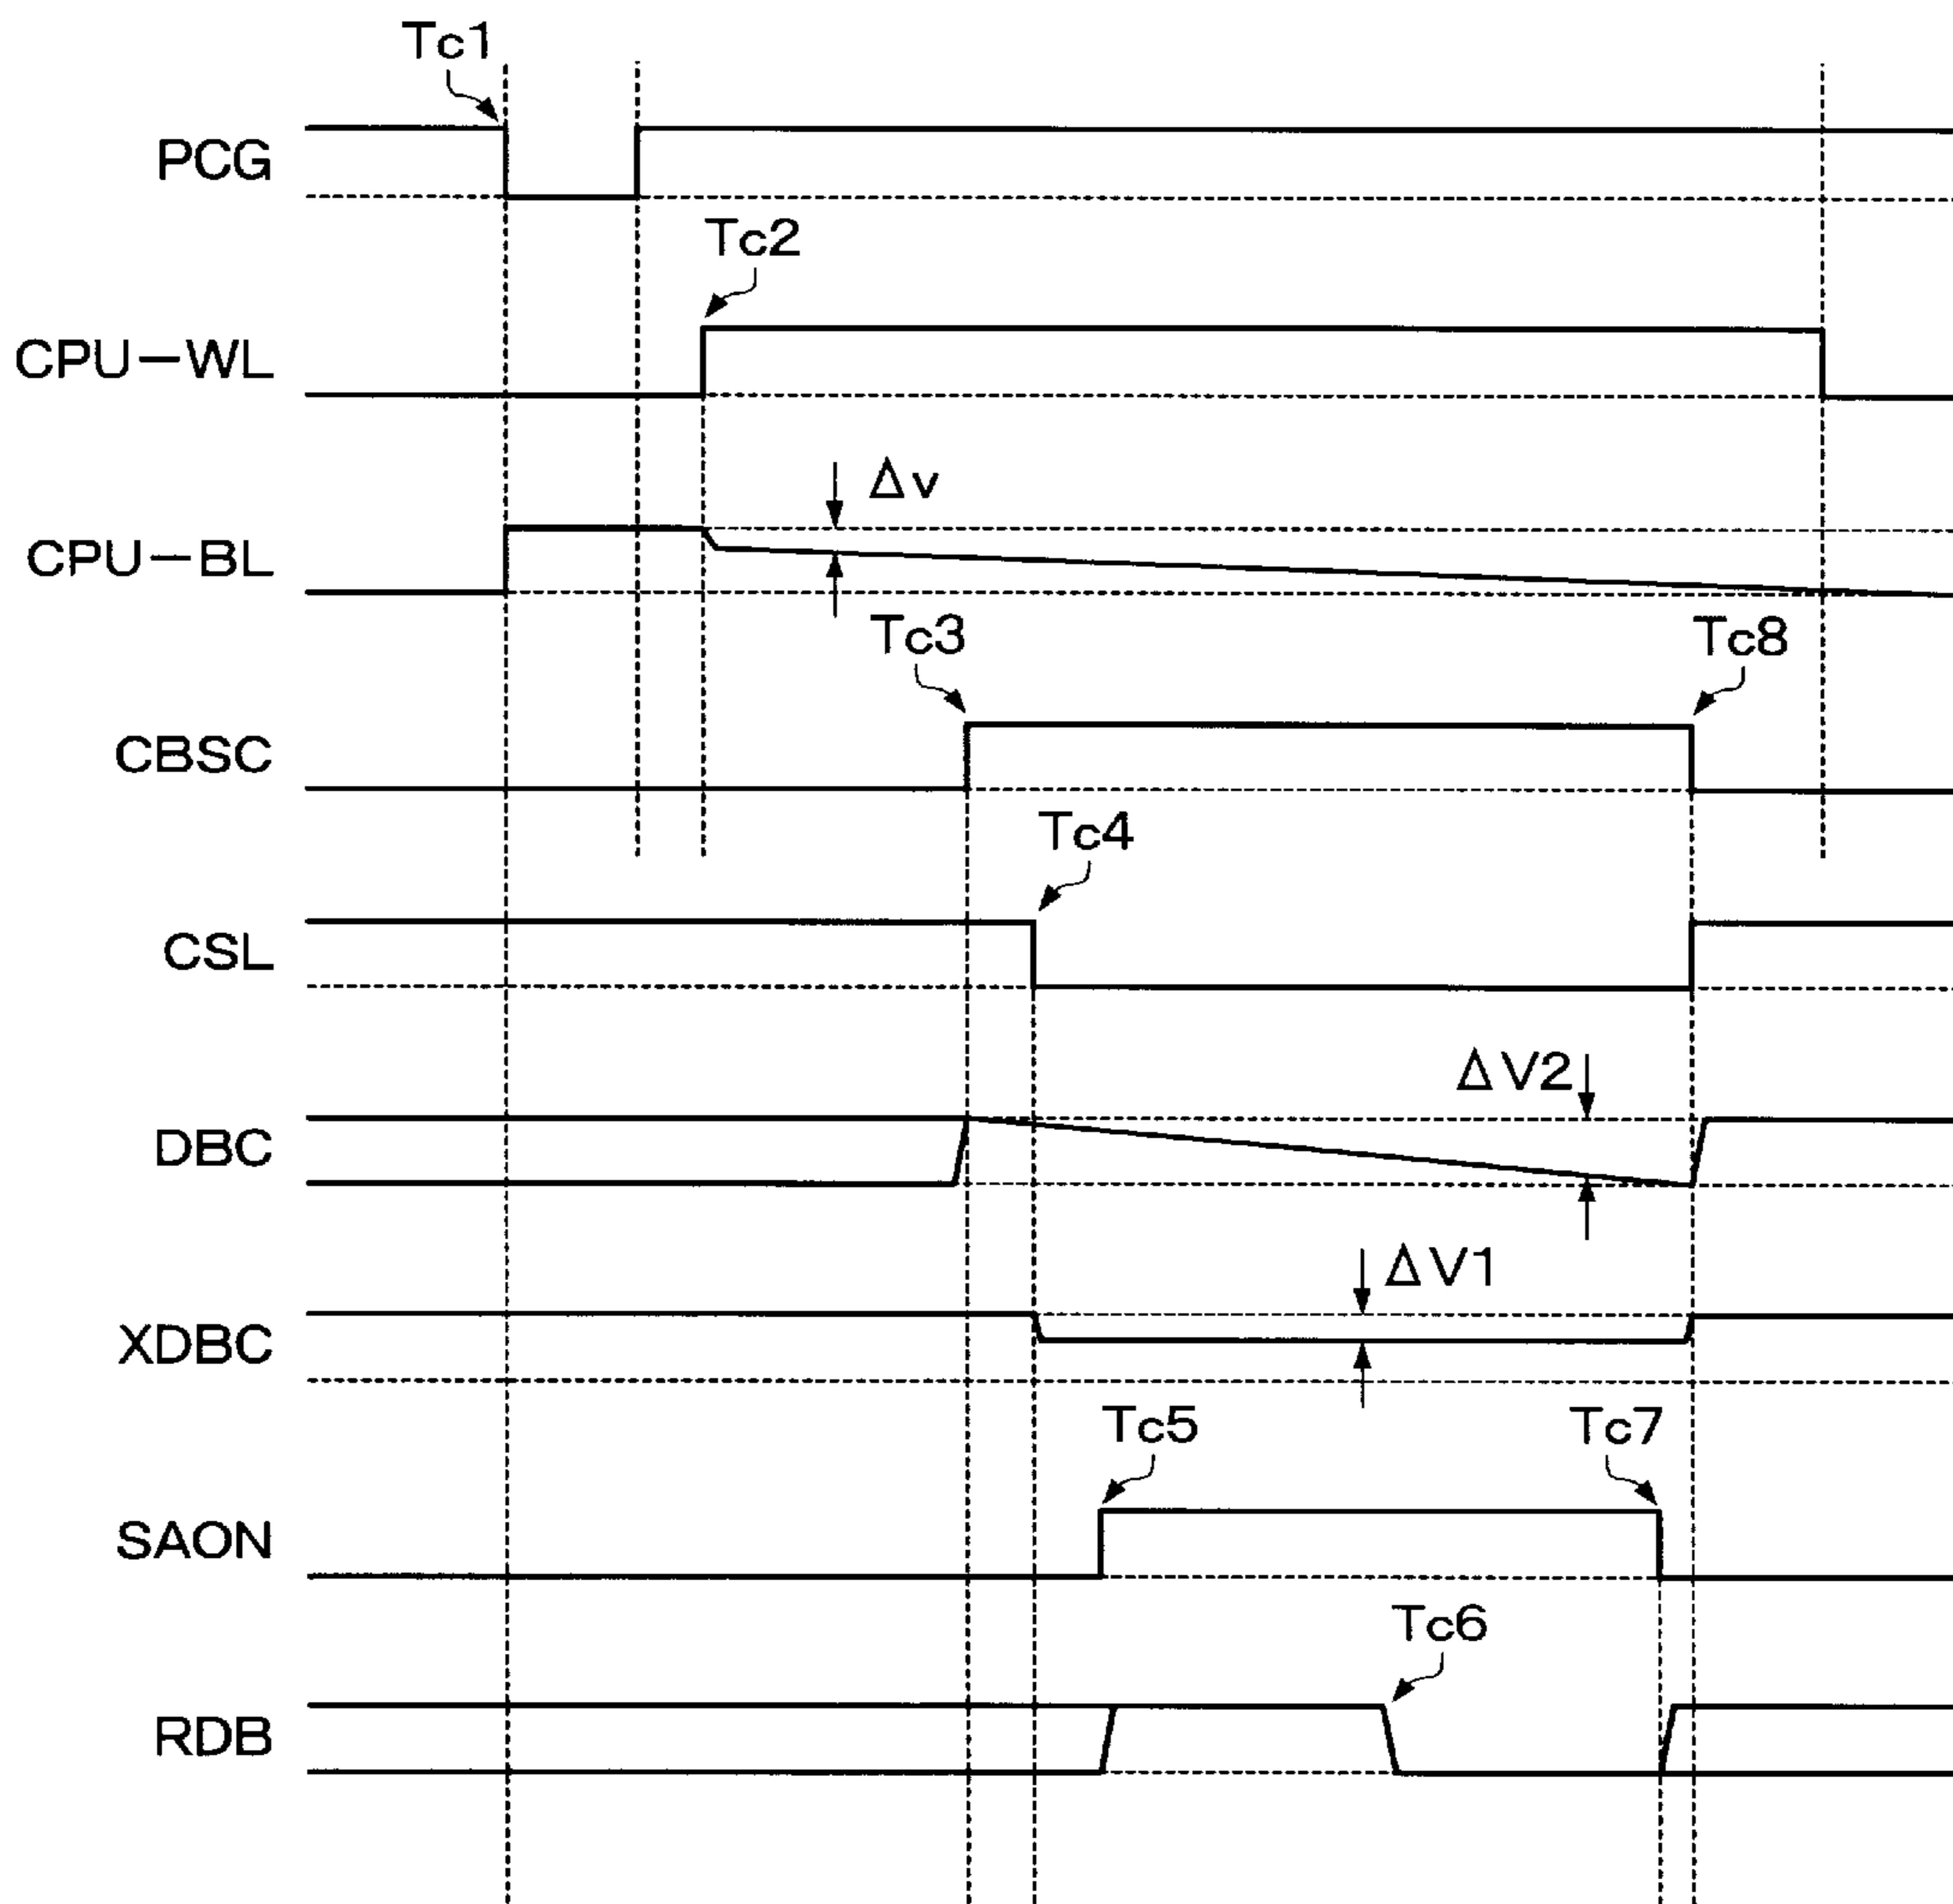 Tc1
PCG
Tc2
CPU-WL
Δv
CPU-BL
Tc3
Tc8
CBSC
Tc4
CSL
ΔV2
DBC
ΔV1
XDBC
Tc5
Tc7
SAON
Tc6
RDB